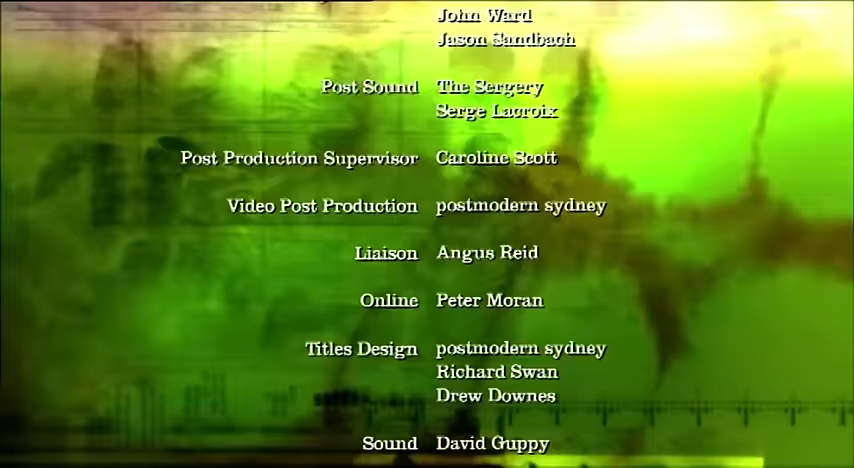 John Ward
Jason Sandbach
Post Sound The Sergery
Serge Lacroix
Post Production Supervisor Caroline Scott
Video Post Production postmodern sydney
Liaison Angus Reid
Online Peter Moran
Titles Design postmodern sydney
Richard Swan
Drew Downes
Sound David Guppy